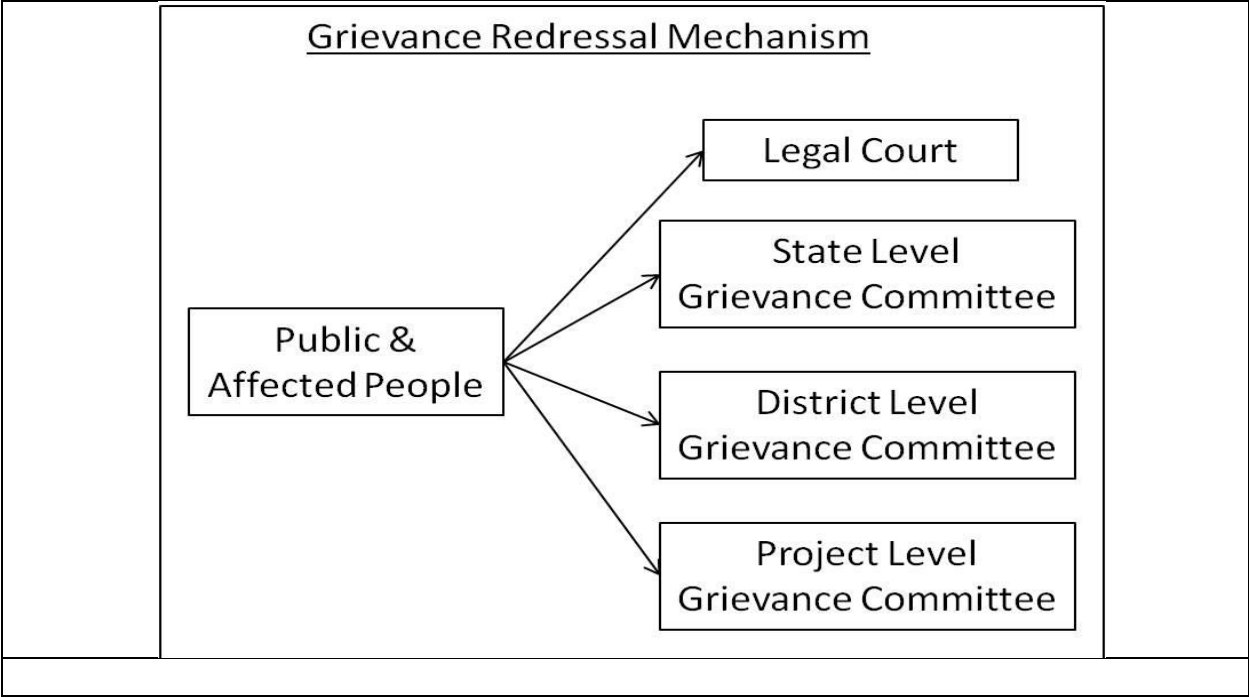 Grievance Redressal Mechanism
Legal Court
State Level
Grievance Committee
Public &
Affected People
District Level
Grievance Committee
Project Level
Grievance Committee